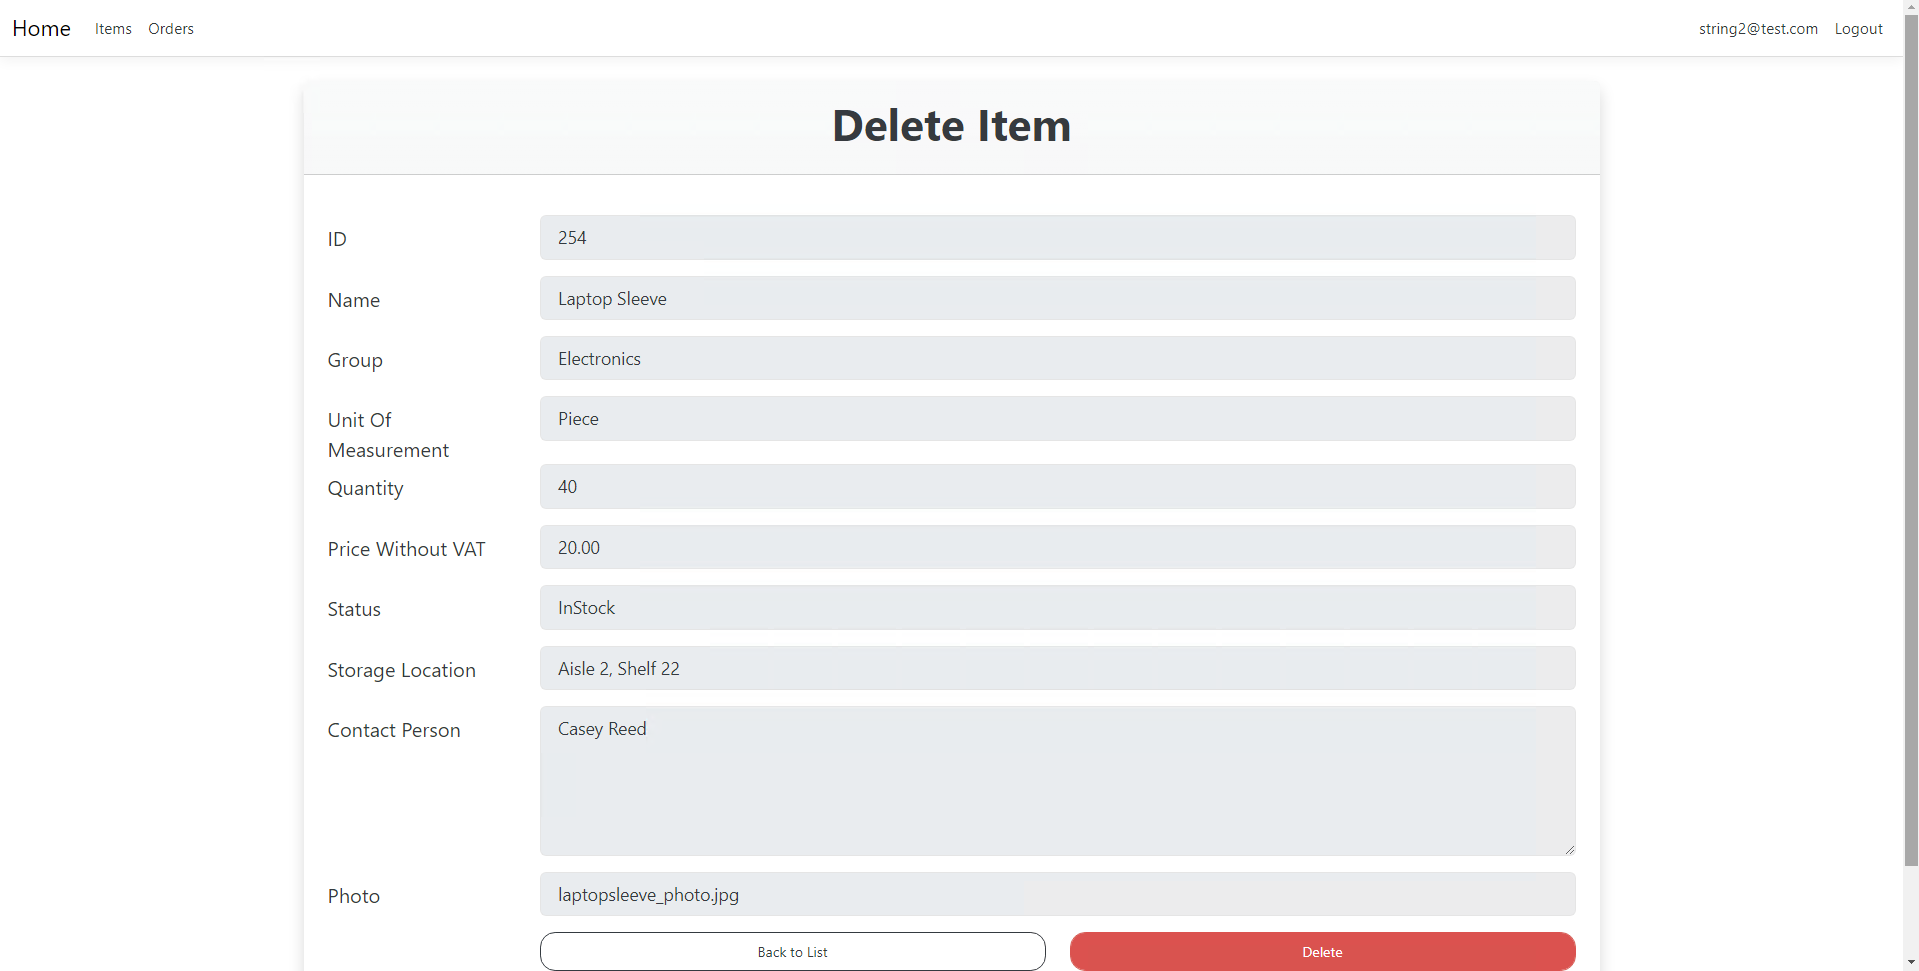 Home Items Orders string2@test.com Logout
Delete Item
ID 254
Name Laptop Sleeve
Group Electronics
Unit Of Measurement Piece
Quantity 40
Price Without VAT 20.00
Status InStock
Storage Location Aisle 2, Shelf 22
Contact Person Casey Reed
Photo laptopsleeve_photo.jpg
Back to List Delete